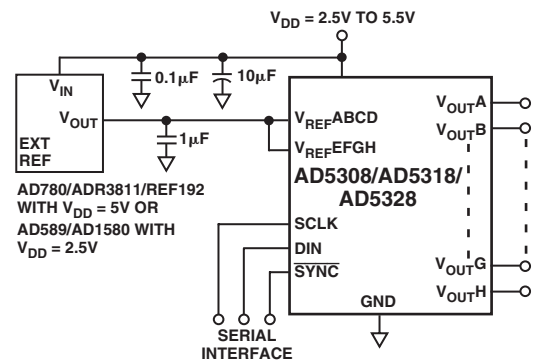 V_DD = 2.5V TO 5.5V
0.1μF
10μF
V_IN
V_OUT
EXT
REF
1μF
V_REFABCD
V_REFEFGH
V_OUTA
V_OUTB
AD5308/AD5318/
AD5328
AD780/ADR3811/REF192
WITH V_DD = 5V OR
AD589/AD1580 WITH
V_DD = 2.5V
SCLK
DIN
SYNC
V_OUTG
V_OUTH
GND
SERIAL
INTERFACE